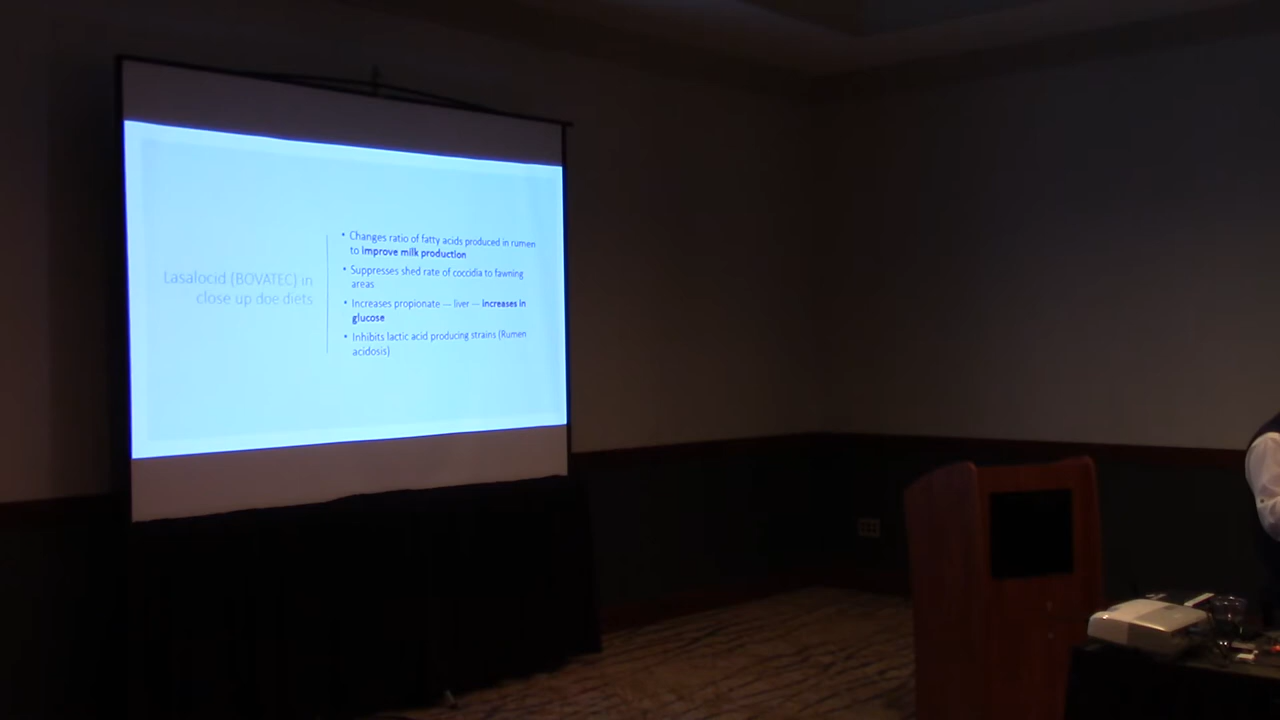 Lasalocid (BOVATEC) in
close up doe diets
• Changes ratio of fatty acids produced in rumen
to improve milk production
• Suppresses shed rate of coccidia to fawning
areas
• Increases propionate — liver — increases in
glucose
• Inhibits lactic acid producing strains (Rumen
acidosis)